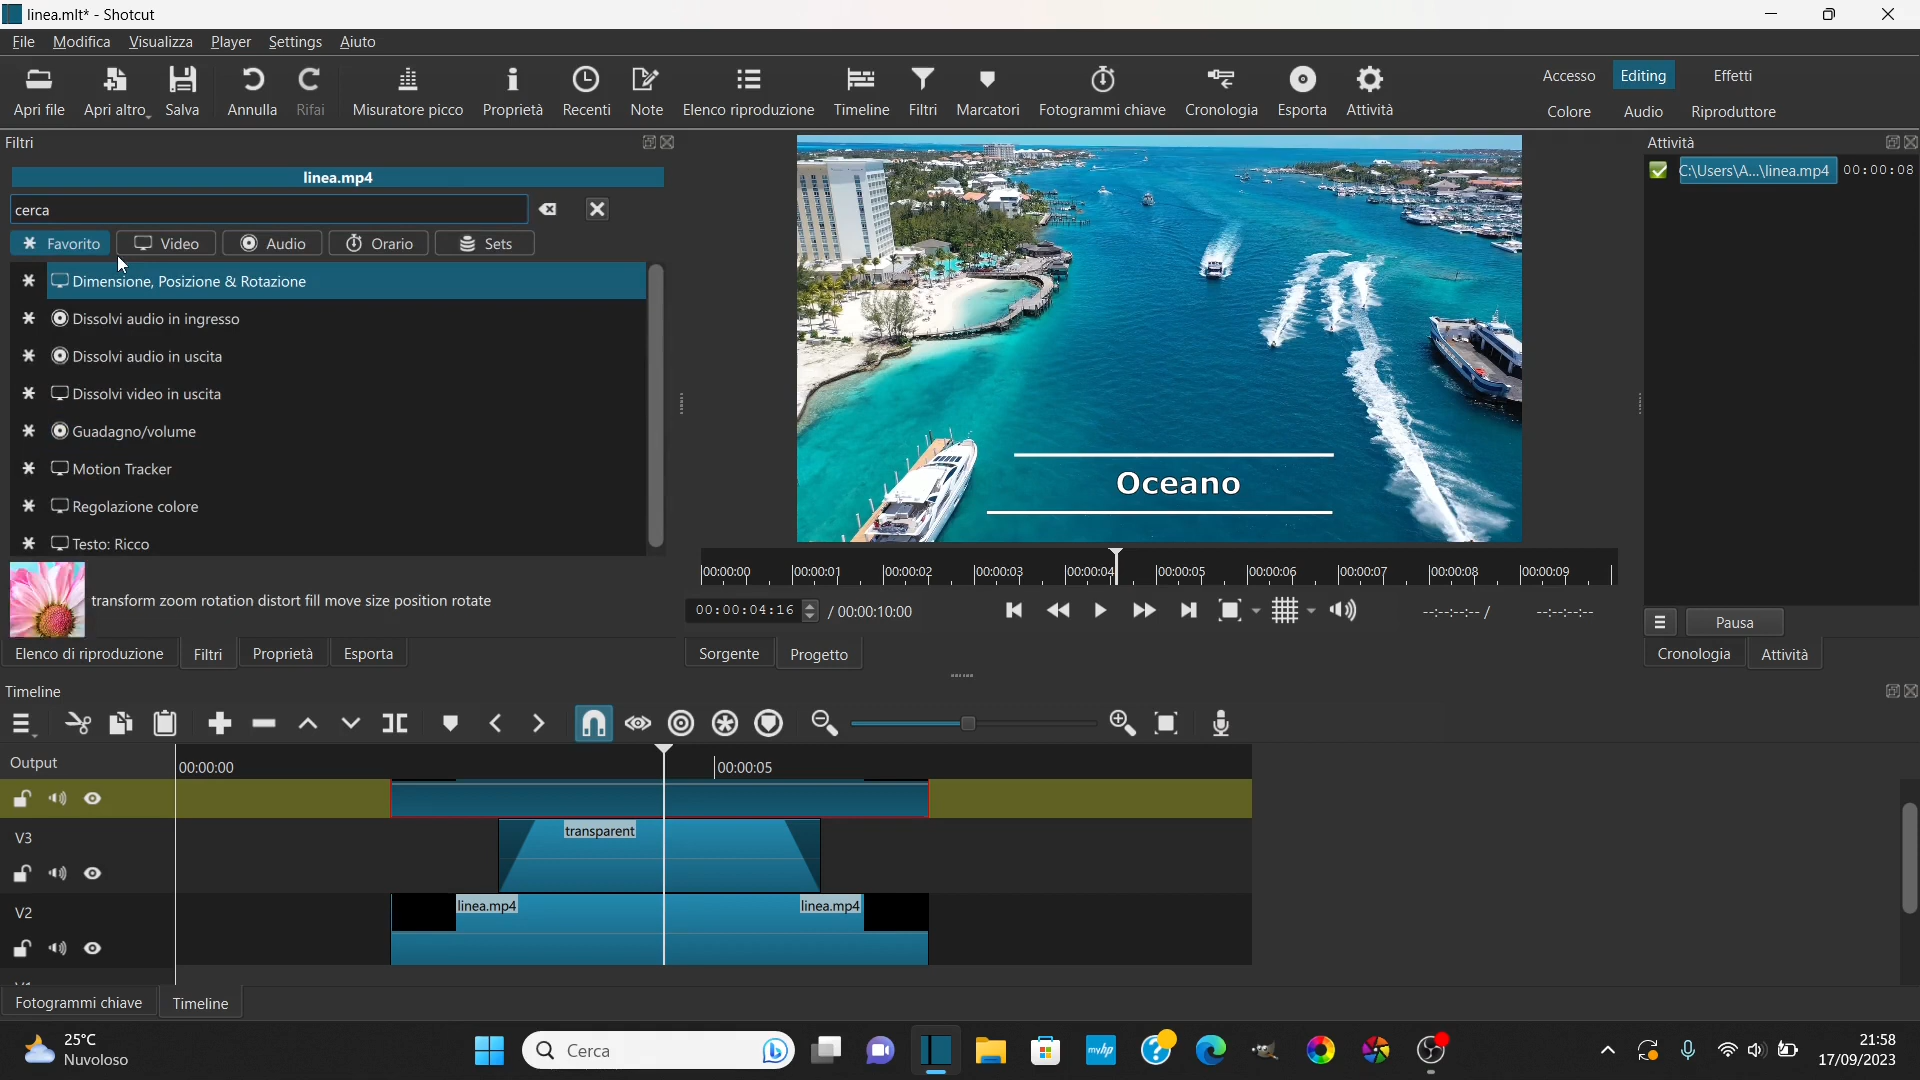 linea.mlt* - Shotcut
File Modifica Visualizza Player Settings Aiuto
Apri file Apri altro Salva Annulla Rifai Misuratore picco Proprietà Recenti Note Elenco riproduzione Timeline Filtri Marcatori Fotogrammi chiave Cronologia Esporta Attività
Accesso Editing Effetti
Colore Audio Riproduttore
Filtri
linea.mp4
cerca
Favorito Video Audio Orario Sets
Dimensione, Posizione & Rotazione
Dissolvi audio in ingresso
Dissolvi audio in uscita
Dissolvi video in uscita
Guadagno/volume
Motion Tracker
Regolazione colore
Testo: Ricco
transform zoom rotation distort fill move size position rotate
Elenco di riproduzione Filtri Proprietà Esporta
Oceano
00:00:00 00:00:01 00:00:02 00:00:03 00:00:04 00:00:05 00:00:06 00:00:07 00:00:08 00:00:09
00:00:04:16 / 00:00:10:00 --:--:--:-- / --:--:--:--
Sorgente Progetto
Attività
C:\Users\A...\linea.mp4 00:00:08
Pausa
Cronologia Attività
Timeline
Output
00:00:00 00:00:05
V3
transparent
V2
linea.mp4 linea.mp4
Fotogrammi chiave Timeline
25°C
Nuvoloso
Cerca
myhp
21:58
17/09/2023